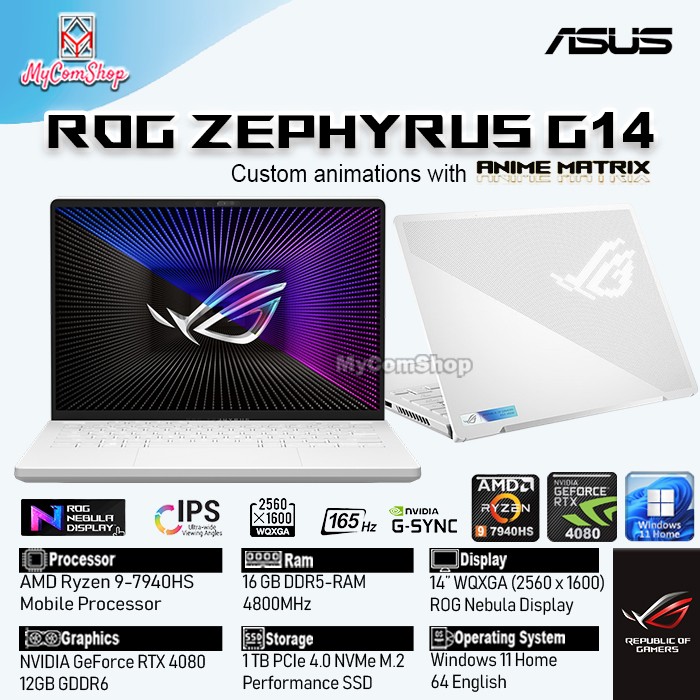 MyComShop
ASUS
ROG ZEPHYRUS G14
Custom animations with ANIME MATRIX
MyComShop
ROG
NEBULA
DISPLAY
IPS
Ultra-wide
Viewing Angles
2560
×1600
WQXGA
165 Hz
NVIDIA
G-SYNC
AMD
RYZEN
9 7940HS
NVIDIA
GEFORCE
RTX
4080
Windows
11 Home
Processor
AMD Ryzen 9-7940HS
Mobile Processor
Ram
16 GB DDR5-RAM
4800MHz
Display
14” WQXGA (2560 x 1600)
ROG Nebula Display
Graphics
NVIDIA GeForce RTX 4080
12GB GDDR6
SSD
Storage
1 TB PCIe 4.0 NVMe M.2
Performance SSD
OS
Operating System
Windows 11 Home
64 English
REPUBLIC OF
GAMERS